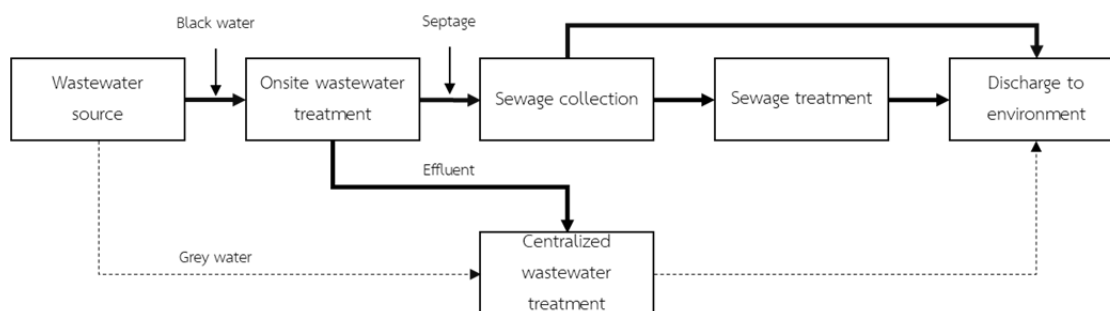 Black water
Septage
Wastewater
source
Onsite wastewater
treatment
Sewage collection
Sewage treatment
Discharge to
environment
Effluent
Grey water
Centralized
wastewater
treatment